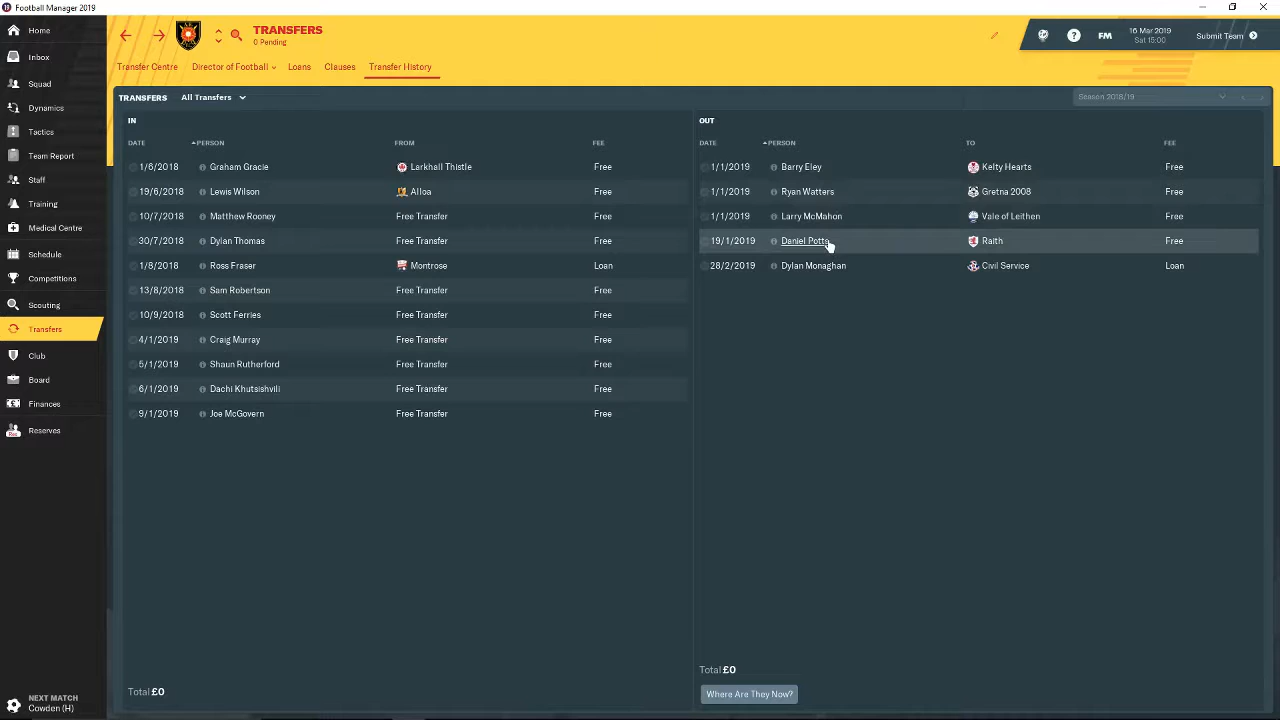 Football Manager 2019
Home
Inbox
Squad
Dynamics
Tactics
Team Report
Staff
Training
Medical Centre
Schedule
Competitions
Scouting
Transfers
Club
Board
Finances
Reserves
NEXT MATCH
Cowden (H)
TRANSFERS
0 Pending
FM
16 Mar 2019
Sat 15:00
Submit Team
Transfer Centre Director of Football Loans Clauses Transfer History
TRANSFERS All Transfers Season 2018/19
IN
DATE PERSON FROM FEE
1/6/2018 Graham Gracie Larkhall Thistle Free
19/6/2018 Lewis Wilson Alloa Free
10/7/2018 Matthew Rooney Free Transfer Free
30/7/2018 Dylan Thomas Free Transfer Free
1/8/2018 Ross Fraser Montrose Loan
13/8/2018 Sam Robertson Free Transfer Free
10/9/2018 Scott Ferries Free Transfer Free
4/1/2019 Craig Murray Free Transfer Free
5/1/2019 Shaun Rutherford Free Transfer Free
6/1/2019 Dachi Khutsishvili Free Transfer Free
9/1/2019 Joe McGovern Free Transfer Free
Total £0
OUT
DATE PERSON TO FEE
1/1/2019 Barry Eley Kelty Hearts Free
1/1/2019 Ryan Watters Gretna 2008 Free
1/1/2019 Larry McMahon Vale of Leithen Free
19/1/2019 Daniel Raith Free
28/2/2019 Dylan Monaghan Civil Service Loan
Total £0
Where Are They Now?